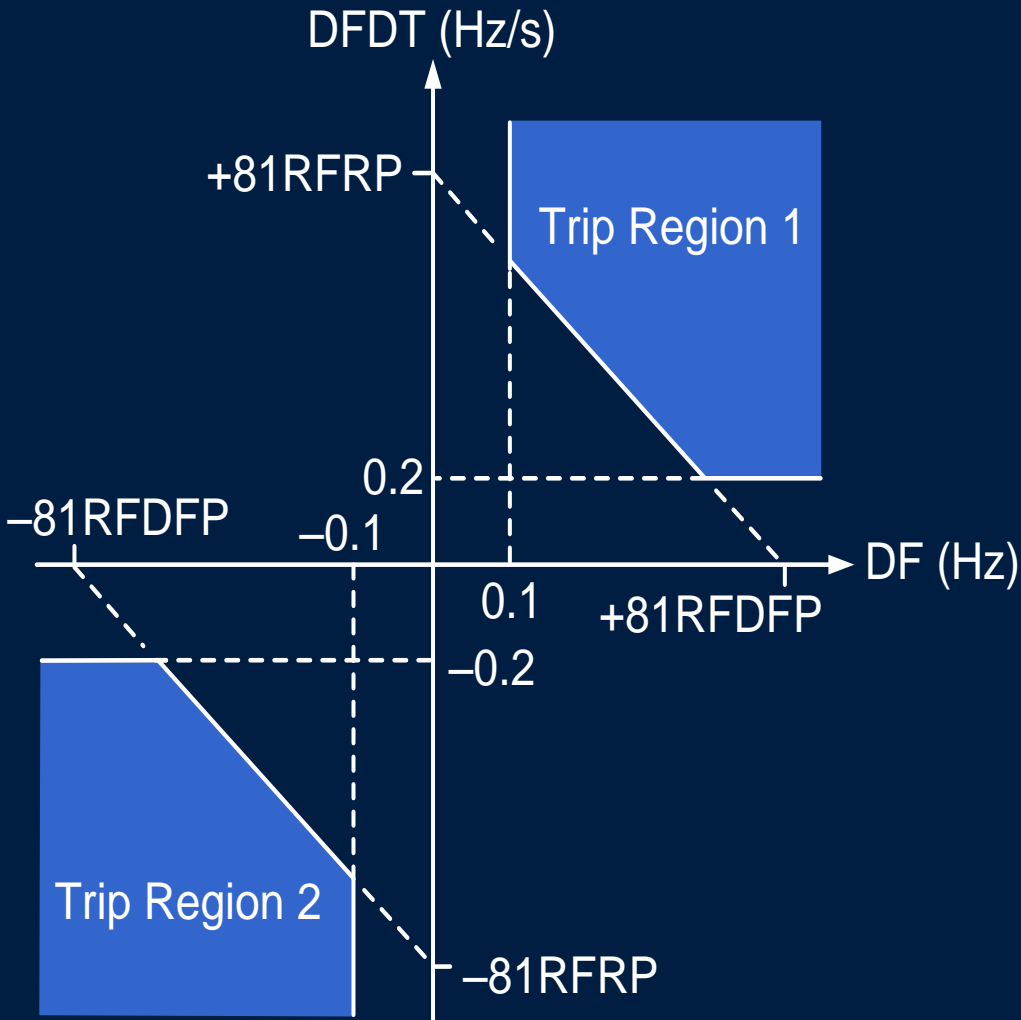 DFDT (Hz/s)
+81RFRP
Trip Region 1
0.2
–81RFDFP
–0.1
DF (Hz)
0.1
+81RFDFP
–0.2
Trip Region 2
–81RFRP